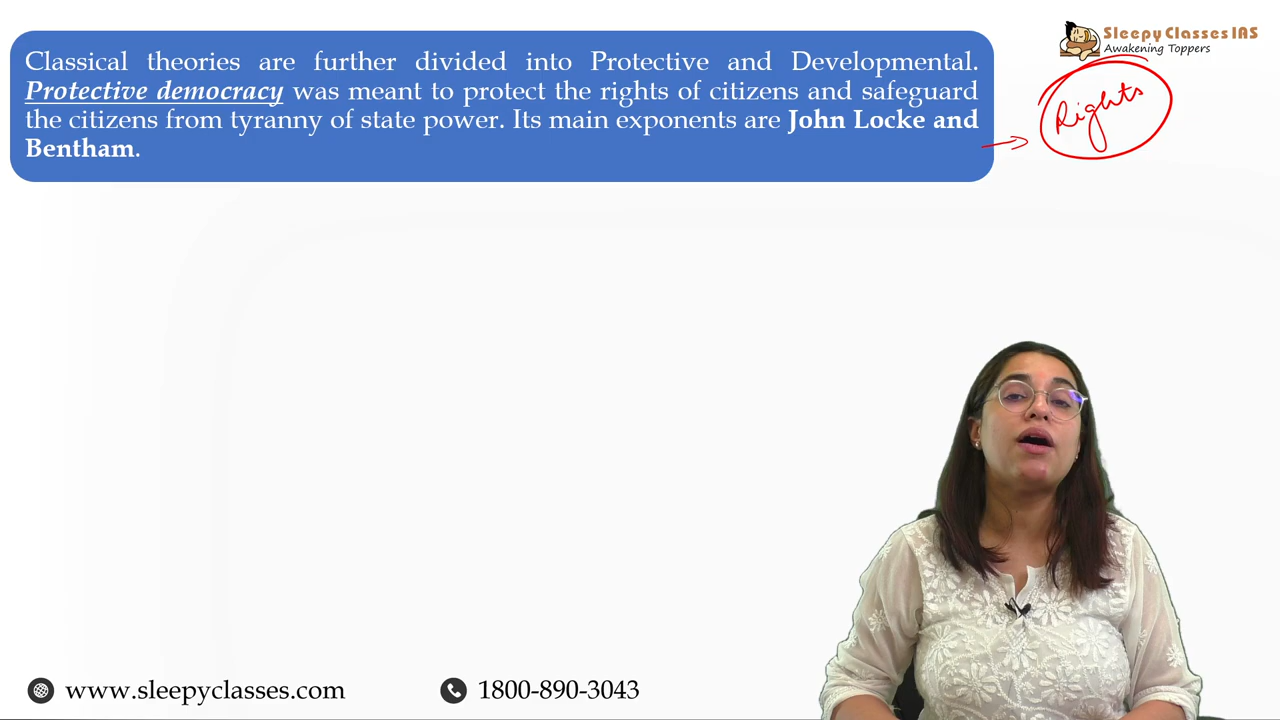 Sleepy Classes IAS
Awakening Toppers
Classical theories are further divided into Protective and Developmental.
Protective democracy was meant to protect the rights of citizens and safeguard
the citizens from tyranny of state power. Its main exponents are John Locke and
Bentham.
Rights
www.sleepyclasses.com
1800-890-3043